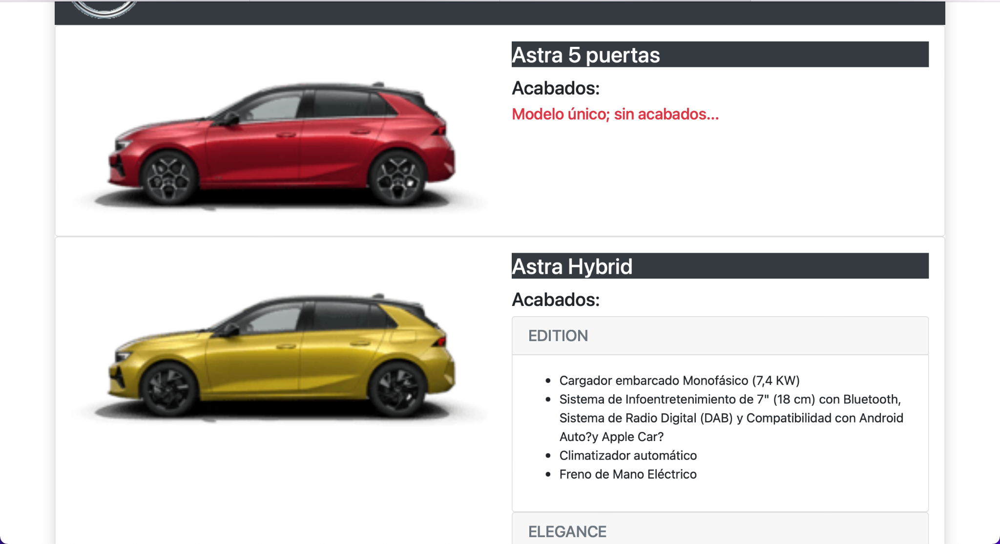 Astra 5 puertas
Acabados:
Modelo único; sin acabados...
Astra Hybrid
Acabados:
EDITION
Cargador embarcado Monofásico (7,4 KW)
Sistema de Infoentretenimiento de 7" (18 cm) con Bluetooth,
Sistema de Radio Digital (DAB) y Compatibilidad con Android
Auto?y Apple Car?
Climatizador automático
Freno de Mano Eléctrico
ELEGANCE